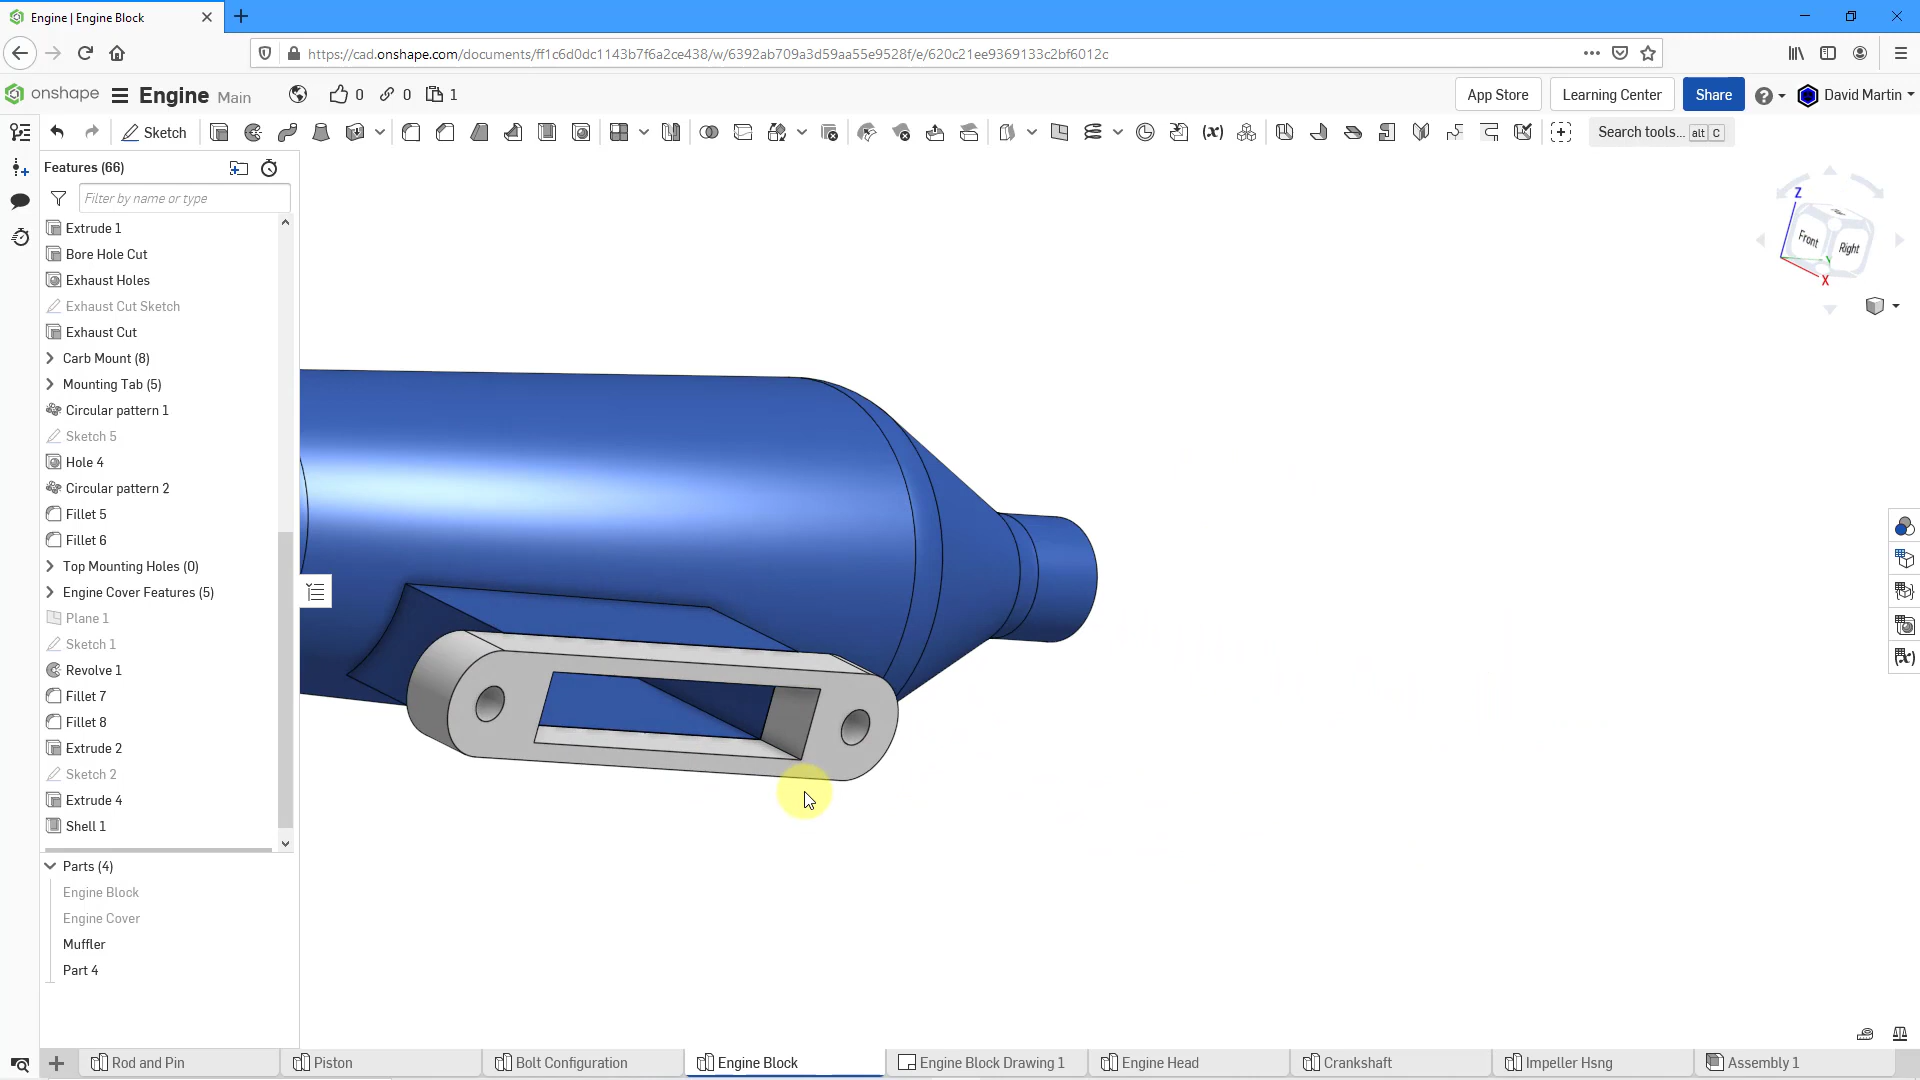 Engine | Engine Block
https://cad.onshape.com/documents/ff1c6d0dc1143b7f6a2ce438/w/6392ab709a3d59aa55e9528f/e/620c21ee9369133c2bf6012c
onshape Engine Main 0 0 1 App Store Learning Center Share David Martin
Sketch Search tools... alt C
Features (66)
Filter by name or type
Extrude 1
Bore Hole Cut
Exhaust Holes
Exhaust Cut Sketch
Exhaust Cut
Carb Mount (8)
Mounting Tab (5)
Circular pattern 1
Sketch 5
Hole 4
Circular pattern 2
Fillet 5
Fillet 6
Top Mounting Holes (0)
Engine Cover Features (5)
Plane 1
Sketch 1
Revolve 1
Fillet 7
Fillet 8
Extrude 2
Sketch 2
Extrude 4
Shell 1
Parts (4)
Engine Block
Engine Cover
Muffler
Part 4
Z
Front
Right
X
Rod and Pin
Piston
Bolt Configuration
Engine Block
Engine Block Drawing 1
Engine Head
Crankshaft
Impeller Hsng
Assembly 1